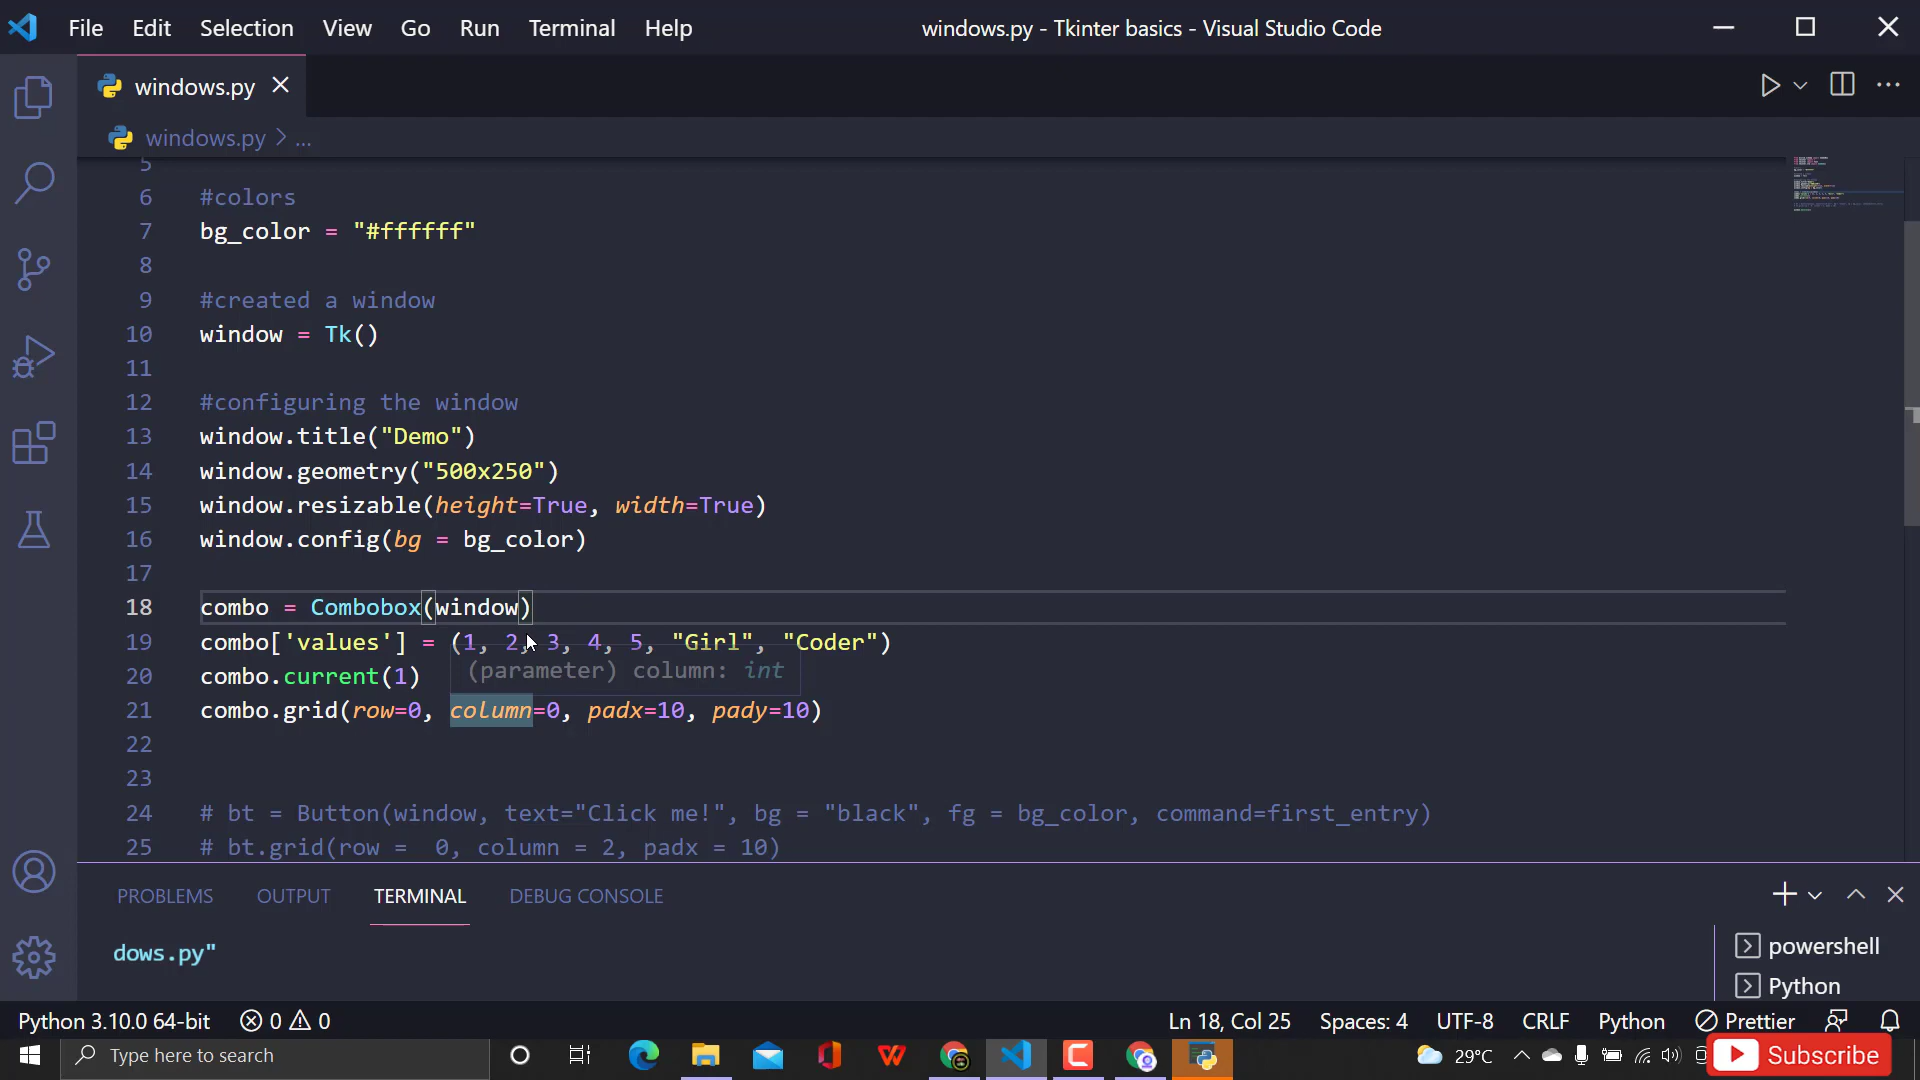 File Edit Selection View Go Run Terminal Help
windows.py - Tkinter basics - Visual Studio Code
windows.py
windows.py > ...
5
6 #colors
7 bg_color = "#ffffff"
8
9 #created a window
10 window = Tk()
11
12 #configuring the window
13 window.title("Demo")
14 window.geometry("500x250")
15 window.resizable(height=True, width=True)
16 window.config(bg = bg_color)
17
18 combo = Combobox(window)
19 combo['values'] = (1, 2, 3, 4, 5, "Girl", "Coder")
(parameter) column: int
20 combo.current(1)
21 combo.grid(row=0, column=0, padx=10, pady=10)
22
23
24 # bt = Button(window, text="Click me!", bg = "black", fg = bg_color, command=first_entry)
25 # bt.grid(row =  0, column = 2, padx = 10)
PROBLEMS OUTPUT TERMINAL DEBUG CONSOLE
dows.py"
powershell
Python
Python 3.10.0 64-bit 0 0 Ln 18, Col 25 Spaces: 4 UTF-8 CRLF Python Prettier
Type here to search
29°C
Subscribe